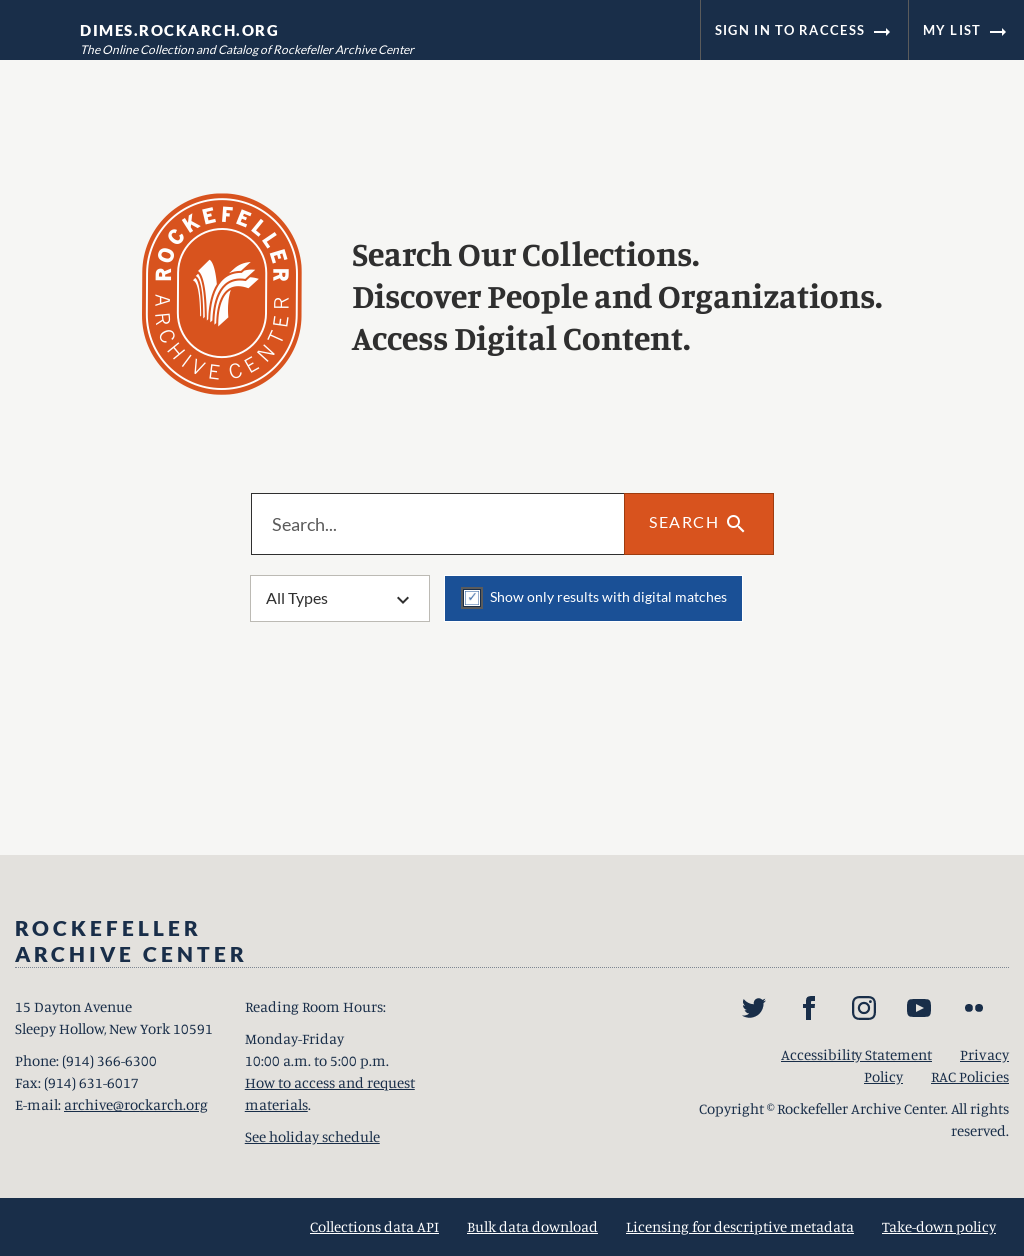 DIMES.ROCKARCH.ORG
The Online Collection and Catalog of Rockefeller Archive Center
SIGN IN TO RACCESS
MY LIST
ROCKEFELLER
ARCHIVE CENTER
Search Our Collections.
Discover People and Organizations.
Access Digital Content.
Search...
SEARCH
All Types
Show only results with digital matches
ROCKEFELLER
ARCHIVE CENTER
15 Dayton Avenue
Sleepy Hollow, New York 10591
Phone: (914) 366-6300
Fax: (914) 631-6017
E-mail: archive@rockarch.org
Reading Room Hours:
Monday-Friday
10:00 a.m. to 5:00 p.m.
How to access and request
materials.
See holiday schedule
Accessibility Statement Privacy
Policy RAC Policies
Copyright © Rockefeller Archive Center. All rights
reserved.
Collections data API Bulk data download Licensing for descriptive metadata Take-down policy